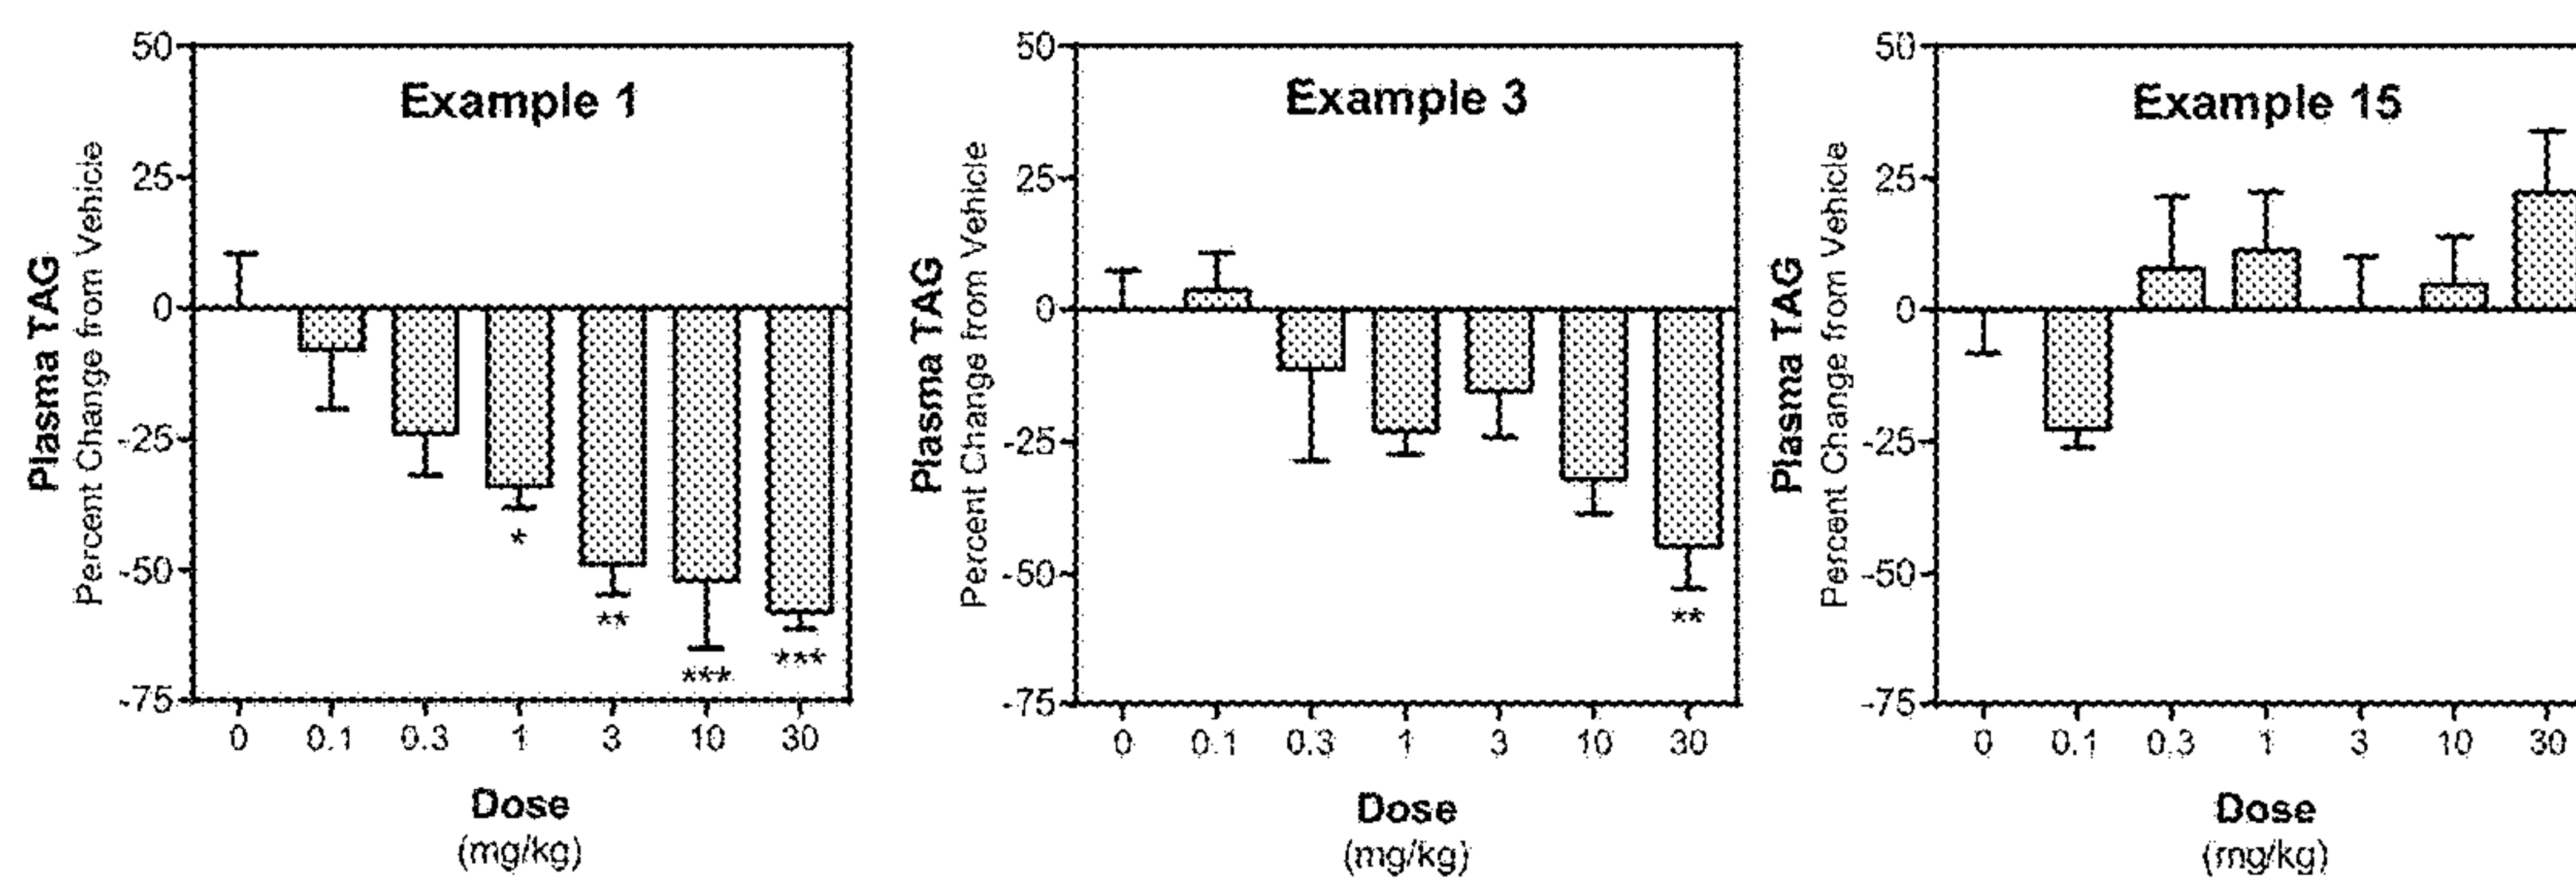 Example 1
Plasma TAG
Percent Change from Vehicle
50
25
0
-25
-50
-75
*
**
***
***
0 0.1 0.3 1 3 10 30
Dose
(mg/kg)
Example 3
Plasma TAG
Percent Change from Vehicle
50
25
0
-25
-50
-75
**
0 0.1 0.3 1 3 10 30
Dose
(mg/kg)
Example 15
Plasma TAG
Percent Change from Vehicle
50
25
0
-25
-50
-75
0 0.1 0.3 1 3 10 30
Dose
(mg/kg)